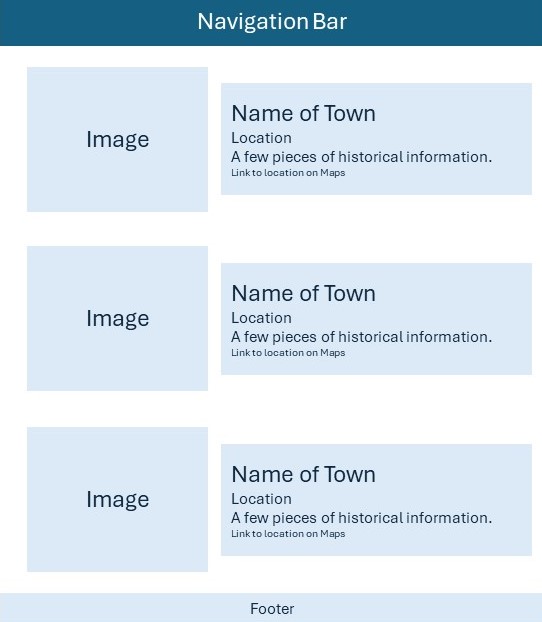 Navigation Bar
Image
Name of Town
Location
A few pieces of historical information.
Link to location on Maps
Image
Name of Town
Location
A few pieces of historical information.
Link to location on Maps
Image
Name of Town
Location
A few pieces of historical information.
Link to location on Maps
Footer